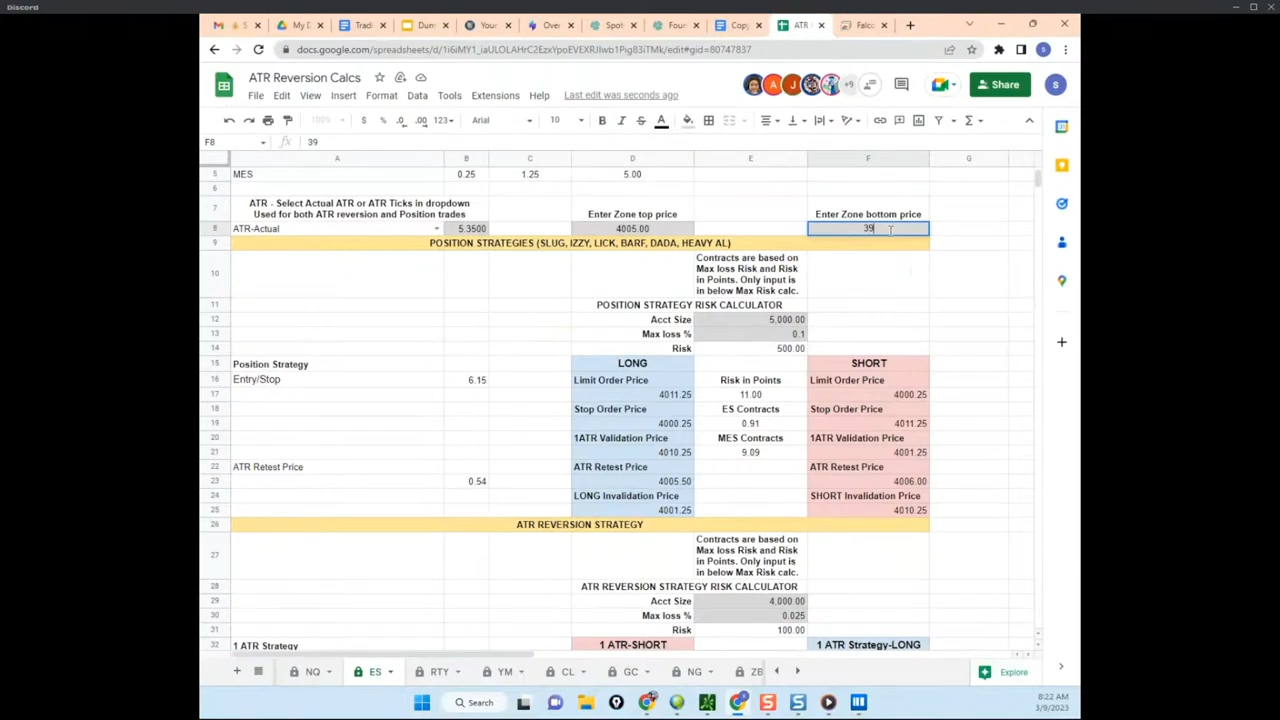 Discord
5
My D
Tradi
Dum
Your
Over
Spot
Four
Copy
ATR
Falco
docs.google.com/spreadsheets/d/1i6iMY1_iaULOLAHrC2EzxYpoEVEXRJIwb1Pig83iTMk/edit#gid=80747837
ATR Reversion Calcs
File Edit View Insert Format Data Tools Extensions Help Last edit was seconds ago
+9
Share
S
100% $ % .0 .00 123 Arial 10 B I S A
F8 fx 39
A B C D E F G
5 MES 0.25 1.25 5.00
6
7 ATR - Select Actual ATR or ATR Ticks in dropdown
Used for both ATR reversion and Position trades Enter Zone top price Enter Zone bottom price
8 ATR-Actual 5.3500 4005.00 39
9 POSITION STRATEGIES (SLUG, IZZY, LICK, BARF, DADA, HEAVY AL)
10 Contracts are based on
Max loss Risk and Risk
in Points. Only input is
in below Max Risk calc.
11 POSITION STRATEGY RISK CALCULATOR
12 Acct Size 5,000.00
13 Max loss % 0.1
14 Risk 500.00
15 Position Strategy LONG SHORT
16 Entry/Stop 6.15 Limit Order Price Risk in Points Limit Order Price
17 4011.25 11.00 4000.25
18 Stop Order Price ES Contracts Stop Order Price
19 4000.25 0.91 4011.25
20 1ATR Validation Price MES Contracts 1ATR Validation Price
21 4010.25 9.09 4001.25
22 ATR Retest Price ATR Retest Price ATR Retest Price
23 0.54 4005.50 4006.00
24 LONG Invalidation Price SHORT Invalidation Price
25 4001.25 4010.25
26 ATR REVERSION STRATEGY
27 Contracts are based on
Max loss Risk and Risk
in Points. Only input is
in below Max Risk calc.
28 ATR REVERSION STRATEGY RISK CALCULATOR
29 Acct Size 4,000.00
30 Max loss % 0.025
31 Risk 100.00
32 1 ATR Strategy 1 ATR-SHORT 1 ATR Strategy-LONG
NQ ES RTY YM CL GC NG ZB Explore
Search
8:22 AM
3/9/2023